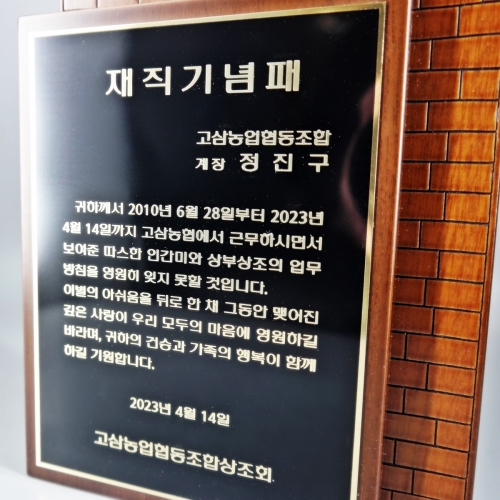 재직기념패
고삼농업협동조합
계장 정진구
귀하께서 2010년 6월 28일부터 2023년
4월 14일까지 고삼농협에서 근무하시면서
보여준 따스한 인간미와 상부상조의 업무
방침을 영원히 잊지 못할 것입니다.
이별의 아쉬움을 뒤로 한 채 그동안 맺어진
깊은 사랑이 우리 모두의 마음에 영원하길
바라며, 귀하의 건승과 가족의 행복이 함께
하길 기원합니다.
2023년 4월 14일
고삼농업협동조합상조회